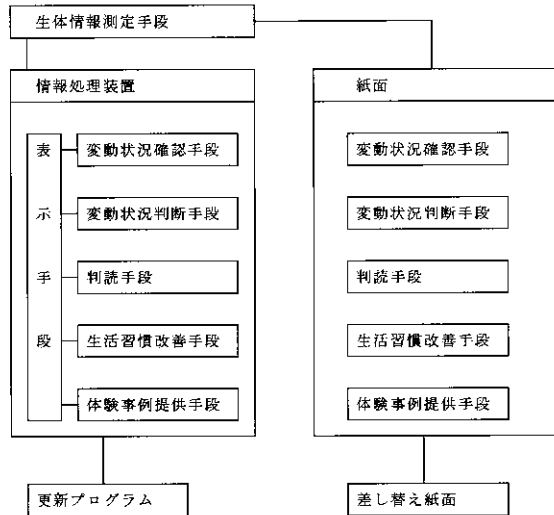 生体情報測定手段
情報処理装置
表示手段
変動状況確認手段
変動状況判断手段
判読手段
生活習慣改善手段
体験事例提供手段
更新プログラム
紙面
変動状況確認手段
変動状況判断手段
判読手段
生活習慣改善手段
体験事例提供手段
差し替え紙面